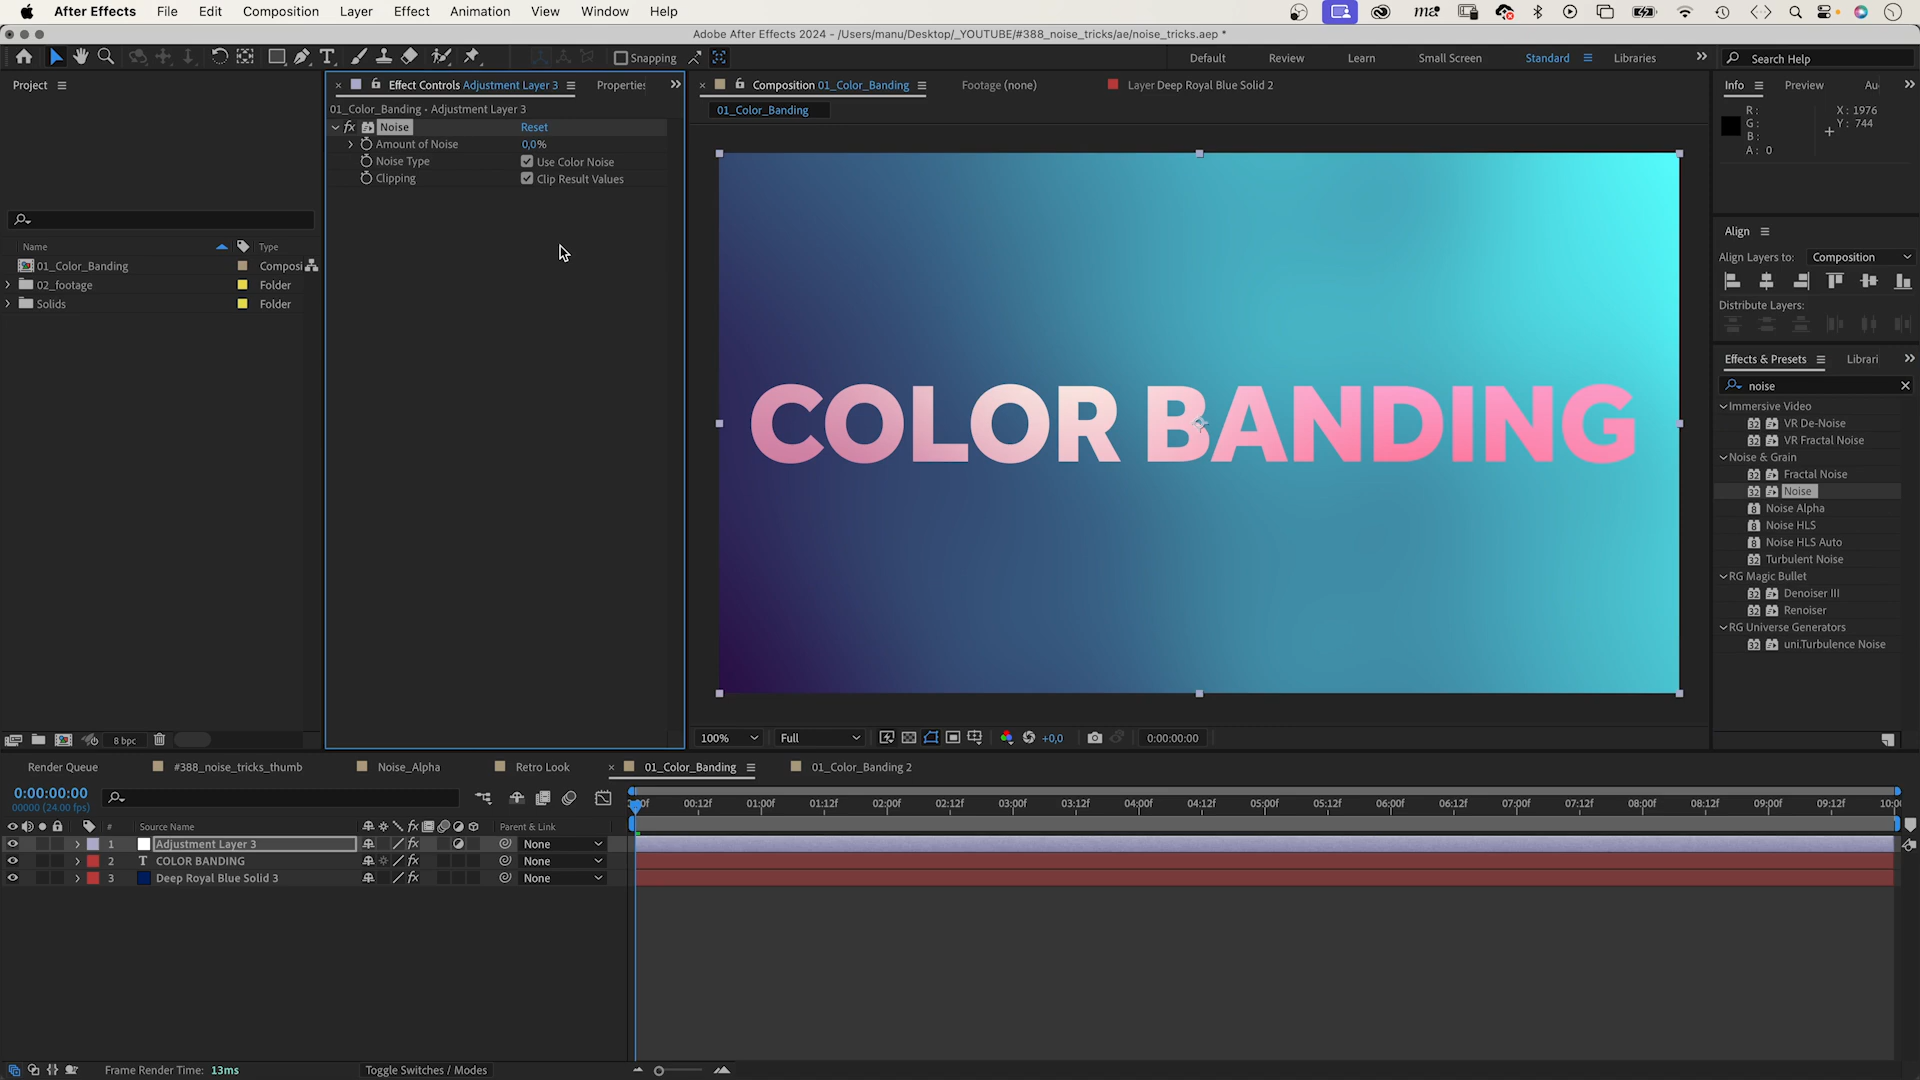 After Effects File Edit Composition Layer Effect Animation View Window Help
Adobe After Effects 2024 - /Users/manu/Desktop/_YOUTUBE/#388_noise_tricks/ae/noise_tricks.aep *
Snapping Default Review Learn Small Screen Standard Libraries Search Help
Project
Effect Controls Adjustment Layer 3 Properties
Composition 01_Color_Banding Footage (none) Layer Deep Royal Blue Solid 2
Info Preview Au
01_Color_Banding • Adjustment Layer 3
01_Color_Banding
R: X: 1976
G: Y: 744
B:
A: 0
fx Noise Reset
Amount of Noise 0,0%
Noise Type Use Color Noise
Clipping Clip Result Values
Name Type
01_Color_Banding Composi
02_footage Folder
Solids Folder
COLOR BANDING
Align
Align Layers to: Composition
Distribute Layers:
Effects & Presets Librari
noise
Immersive Video
VR De-Noise
VR Fractal Noise
Noise & Grain
Fractal Noise
Noise
Noise Alpha
Noise HLS
Noise HLS Auto
Turbulent Noise
RG Magic Bullet
Denoiser III
Renoiser
RG Universe Generators
uni.Turbulence Noise
8 bpc
100% Full +0,0 0:00:00:00
Render Queue #388_noise_tricks_thumb Noise_Alpha Retro Look 01_Color_Banding 01_Color_Banding 2
0:00:00:00
00000 (24.00 fps)
00:12f 01:00f 01:12f 02:00f 02:12f 03:00f 03:12f 04:00f 04:12f 05:00f 05:12f 06:00f 06:12f 07:00f 07:12f 08:00f 08:12f 09:00f 09:12f 10:0
# Source Name Parent & Link
1 Adjustment Layer 3 None
2 T COLOR BANDING None
3 Deep Royal Blue Solid 3 None
Frame Render Time: 13ms Toggle Switches / Modes